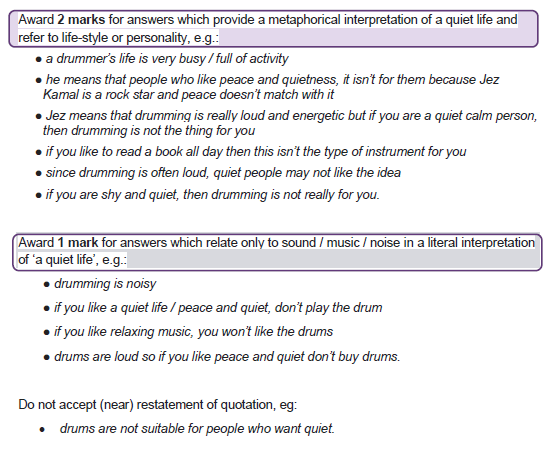 Award 2 marks for answers which provide a metaphorical interpretation of a quiet life and
refer to life-style or personality, e.g.:
● a drummer's life is very busy / full of activity
● he means that people who like peace and quietness, it isn't for them because Jez
Kamal is a rock star and peace doesn't match with it
● Jez means that drumming is really loud and energetic but if you are a quiet calm person,
then drumming is not the thing for you
● if you like to read a book all day then this isn't the type of instrument for you
● since drumming is often loud, quiet people may not like the idea
● if you are shy and quiet, then drumming is not really for you.
Award 1 mark for answers which relate only to sound / music / noise in a literal interpretation
of 'a quiet life', e.g.:
● drumming is noisy
● if you like a quiet life / peace and quiet, don't play the drum
● if you like relaxing music, you won't like the drums
● drums are loud so if you like peace and quiet don't buy drums.
Do not accept (near) restatement of quotation, eg:
● drums are not suitable for people who want quiet.